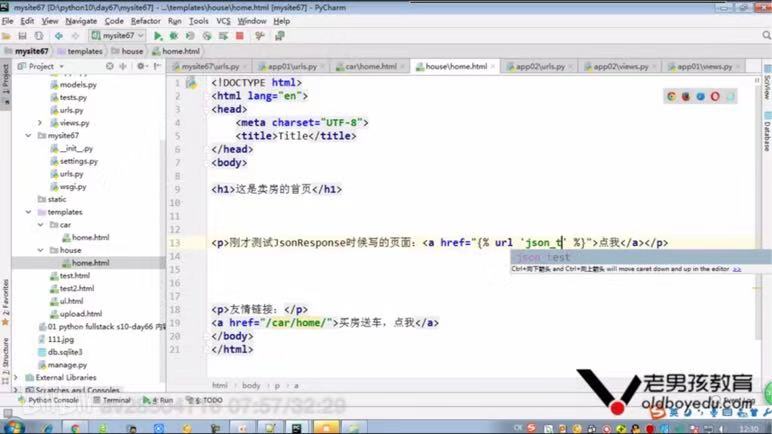 mysite67 [D:\python10\day67\mysite67] - ...\templates\house\home.html [mysite67] - PyCharm
File Edit View Navigate Code Refactor Run Tools VCS Window Help
mysite67
mysite67 templates house home.html
Project
mysite67\urls.py app01\urls.py car\home.html house\home.html app02\urls.py app02\views.py app01\views.py
models.py
tests.py
urls.py
views.py
mysite67
__init__.py
settings.py
urls.py
wsgi.py
static
templates
car
home.html
house
home.html
test.html
test2.html
ul.html
upload.html
01 python fullstack s10-day66
111.jpg
db.sqlite3
manage.py
External Libraries
Scratches and Consoles
1: Project
7: Structure
2: Favorites
SciView
Database
1 <!DOCTYPE html>
2 <html lang="en">
3 <head>
4 <meta charset="UTF-8">
5 <title>Title</title>
6 </head>
7 <body>
8
9 <h1>这是卖房的首页</h1>
10
11
12
13 <p>刚才测试JsonResponse时候写的页面：<a href="{% url 'json_t' %}">点我</a></p>
json_test
Ctrl+向下箭头 and Ctrl+向上箭头 will move caret down and up in the editor >>
14
15
16
17
18 <p>友情链接：</p>
19 <a href="/car/home/">买房送车，点我</a>
20 </body>
21 </html>
html body p a
Python Console Terminal 4: Run 6: TODO
av28504116 07:57/32:29
老男孩教育
oldboyedu.com
12:30